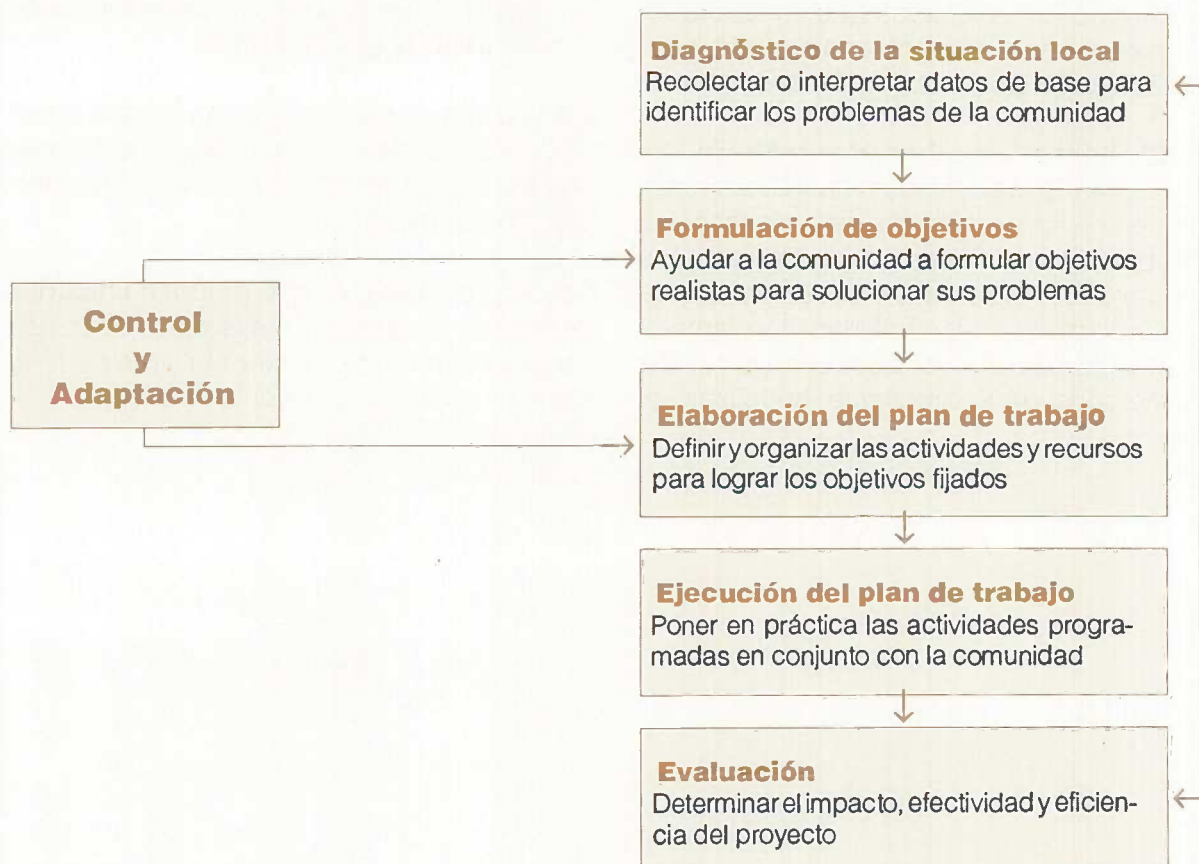 Diagnóstico de la situación local
Recolectar o interpretar datos de base para
identificar los problemas de la comunidad
Formulación de objetivos
Ayudar a la comunidad a formular objetivos
realistas para solucionar sus problemas
Control
y
Adaptación
Elaboración del plan de trabajo
Definir y organizar las actividades y recursos
para lograr los objetivos fijados
Ejecución del plan de trabajo
Poner en práctica las actividades progra-
madas en conjunto con la comunidad
Evaluación
Determinar el impacto, efectividad y eficien-
cia del proyecto